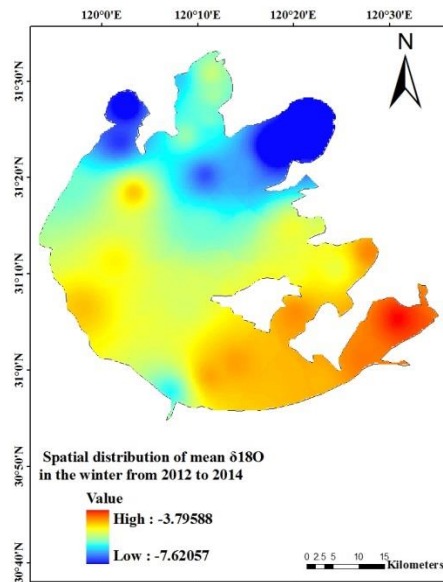 120°0'E 120°10'E 120°20'E 120°30'E
N
31°30'N
31°20'N
31°10'N
31°0'N
30°50'N
30°40'N
Spatial distribution of mean δ18O
in the winter from 2012 to 2014
Value
High : -3.79588
Low : -7.62057
0 2.5 5 10 15
Kilometers